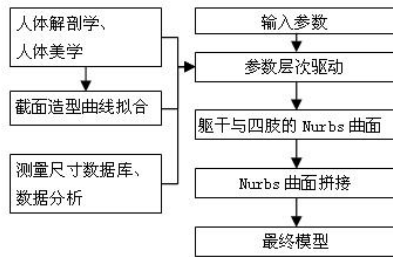 人体解剖学、
人体美学
截面造型曲线拟合
测量尺寸数据库、
数据分析
输入参数
参数层次驱动
躯干与四肢的 Nurbs 曲面
Nurbs 曲面拼接
最终模型